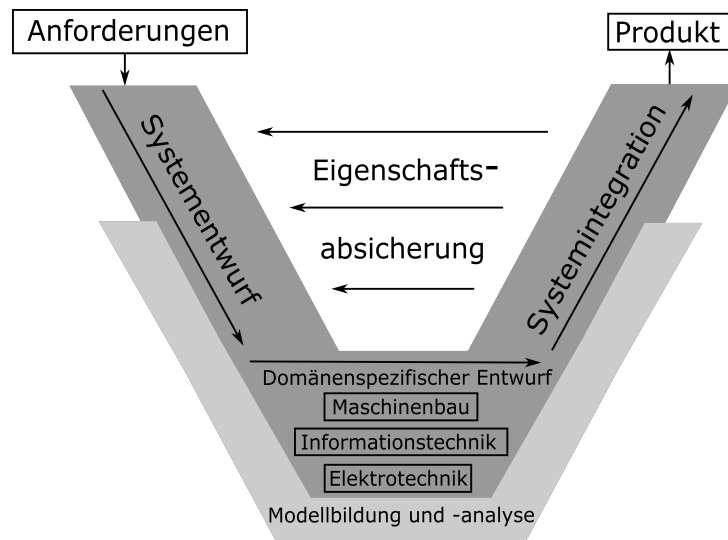 Anforderungen
Produkt
Systementwurf
Eigenschafts-
absicherung
Systemintegration
Domänenspezifischer Entwurf
Maschinenbau
Informationstechnik
Elektrotechnik
Modellbildung und -analyse